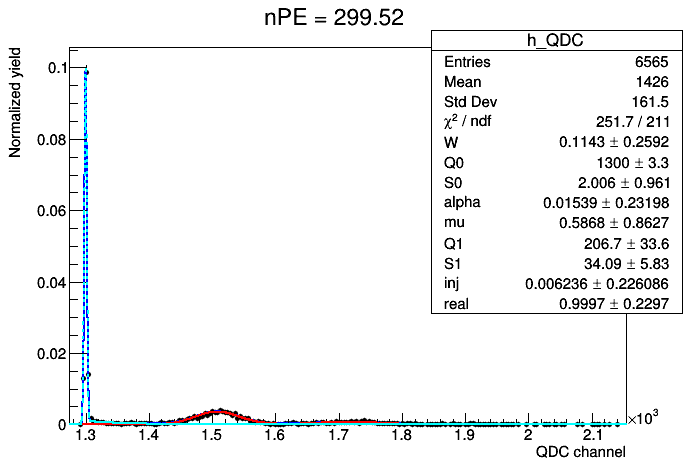 nPE = 299.52
h_QDC
Entries 6565
Mean 1426
Std Dev 161.5
χ² / ndf 251.7 / 211
W 0.1143 ± 0.2592
Q0 1300 ± 3.3
S0 2.006 ± 0.961
alpha 0.01539 ± 0.23198
mu 0.5868 ± 0.8627
Q1 206.7 ± 33.6
S1 34.09 ± 5.83
inj 0.006236 ± 0.226086
real 0.9997 ± 0.2297
Normalized yield
0.1
0.08
0.06
0.04
0.02
0
1.3 1.4 1.5 1.6 1.7 1.8 1.9 2 2.1
×10³
QDC channel